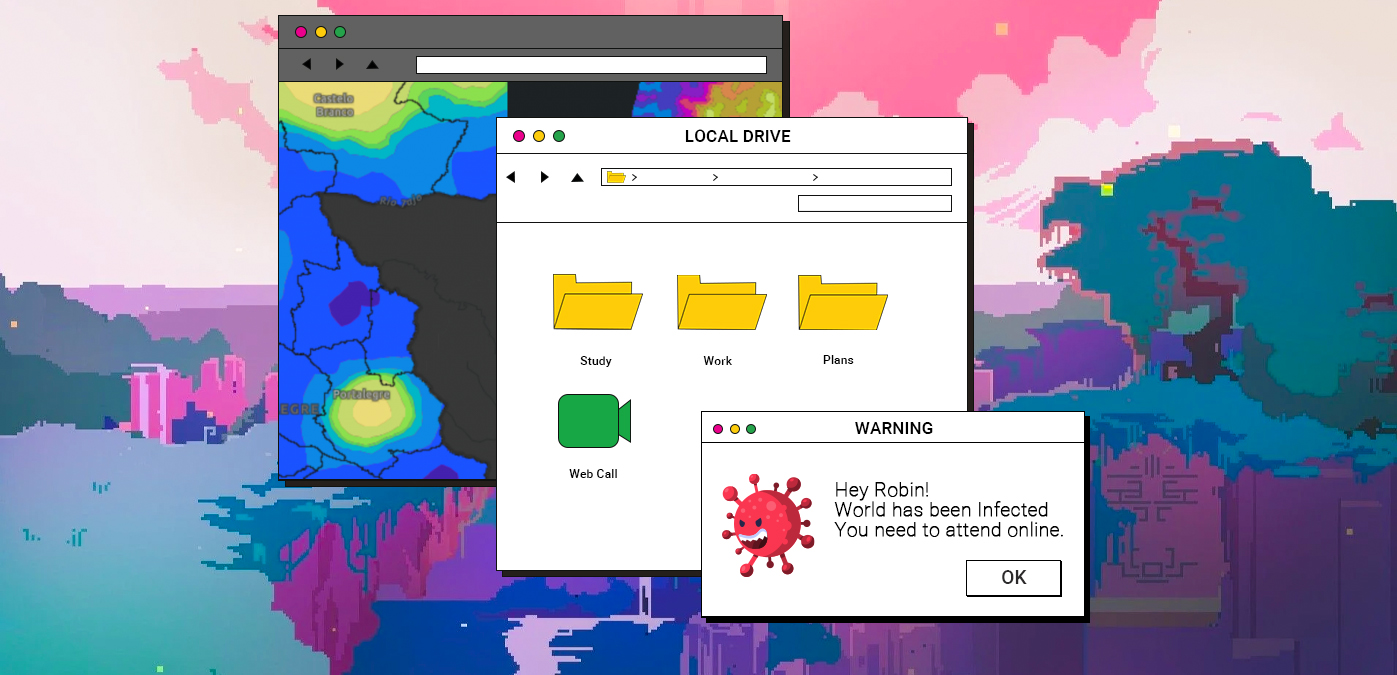 Castelo
Branco
Rio Tejo
EGRE
Portalegre
LOCAL DRIVE
Study
Work
Plans
Web Call
WARNING
Hey Robin!
World has been Infected
You need to attend online.
OK